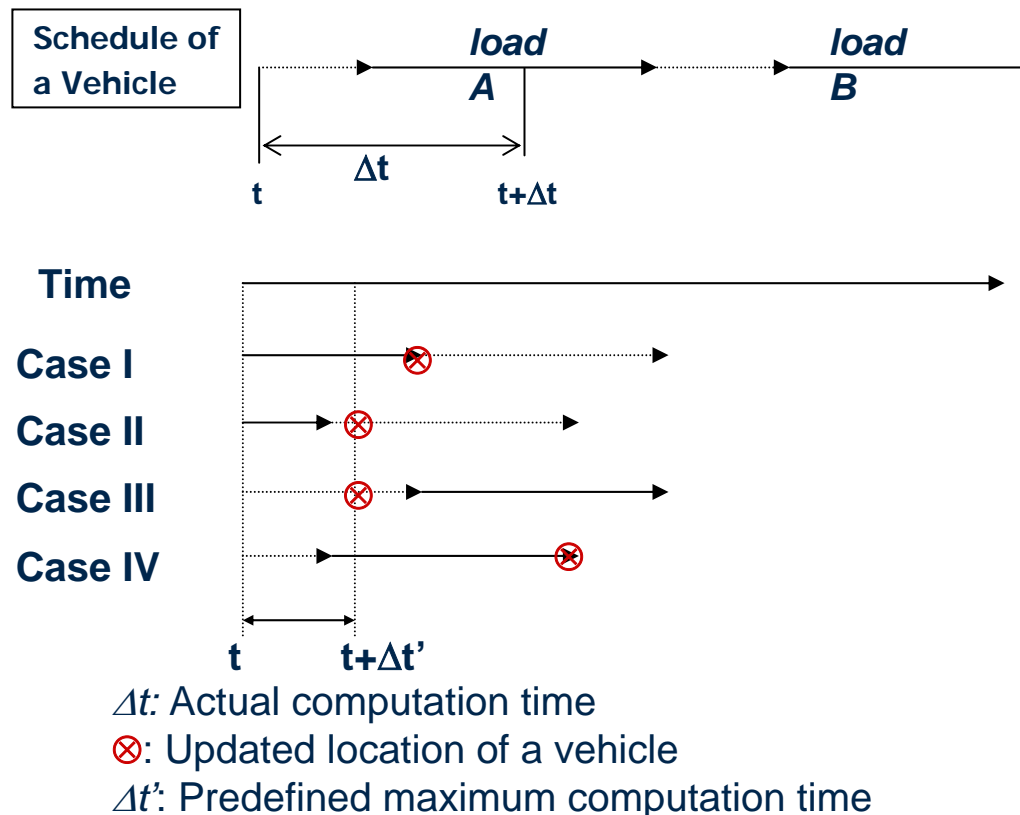 Schedule of
a Vehicle
load
A
load
B
Δt
t
t+Δt
Time
Case I
Case II
Case III
Case IV
t
t+Δt’
Δt: Actual computation time
⊗: Updated location of a vehicle
Δt’: Predefined maximum computation time